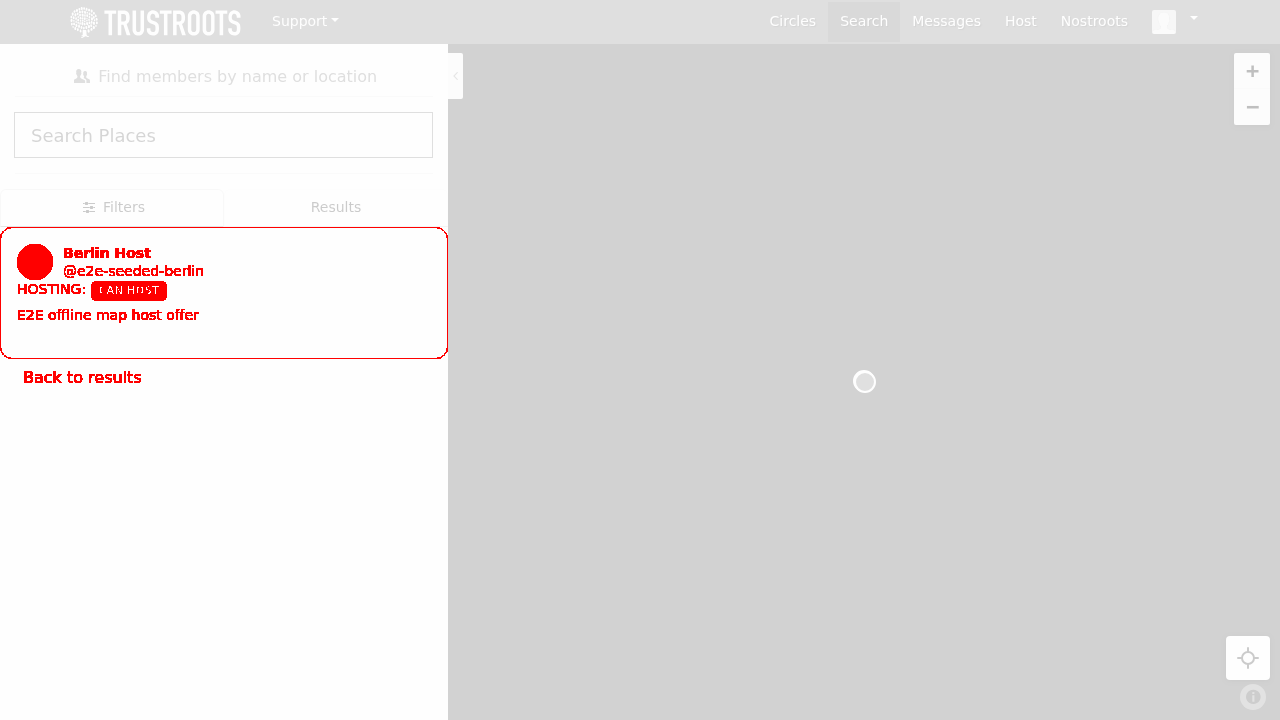 TRUSTROOTS Support Circles Search Messages Host Nostroots
Find members by name or location
Search Places
Filters Results
Berlin Host
@e2e-seeded-berlin
HOSTING: CAN HOST
E2E offline map host offer
Back to results